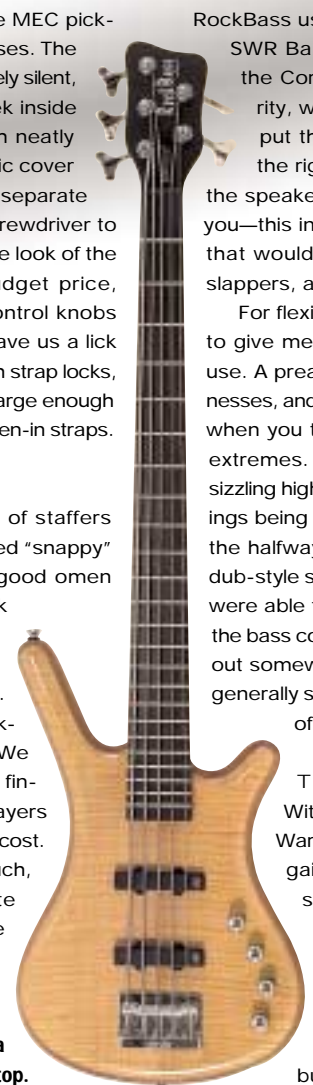 e MEC pick-
ses. The
ely silent,
ek inside
n neatly
ic cover
separate
rewdriver to
e look of the
dget price,
ontrol knobs
ave us a lick
n strap locks,
arge enough
en-in straps.
of staffers
ed “snappy”
good omen
k
.
k-
We
fin-
ayers
cost.
uch,
te
e
a
top.
RockBass us
SWR Ba
the Cor
rity, w
put th
the rig
the speake
you—this in
that would
slappers, a
For flexi
to give me
use. A prea
nesses, and
when you t
extremes.
sizzling high
ings being
the halfway
dub-style s
were able t
the bass co
out somew
generally s
of
T
Wit
War
gai
s
bu